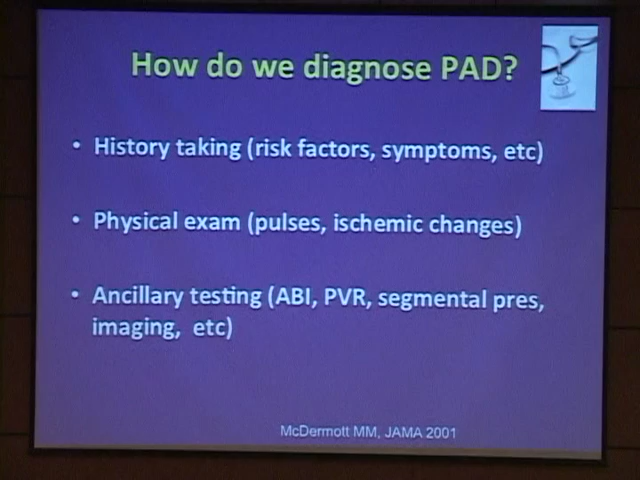 How do we diagnose PAD?
• History taking (risk factors, symptoms, etc)
• Physical exam (pulses, ischemic changes)
• Ancillary testing (ABI, PVR, segmental pres,
imaging, etc)
McDermott MM, JAMA 2001